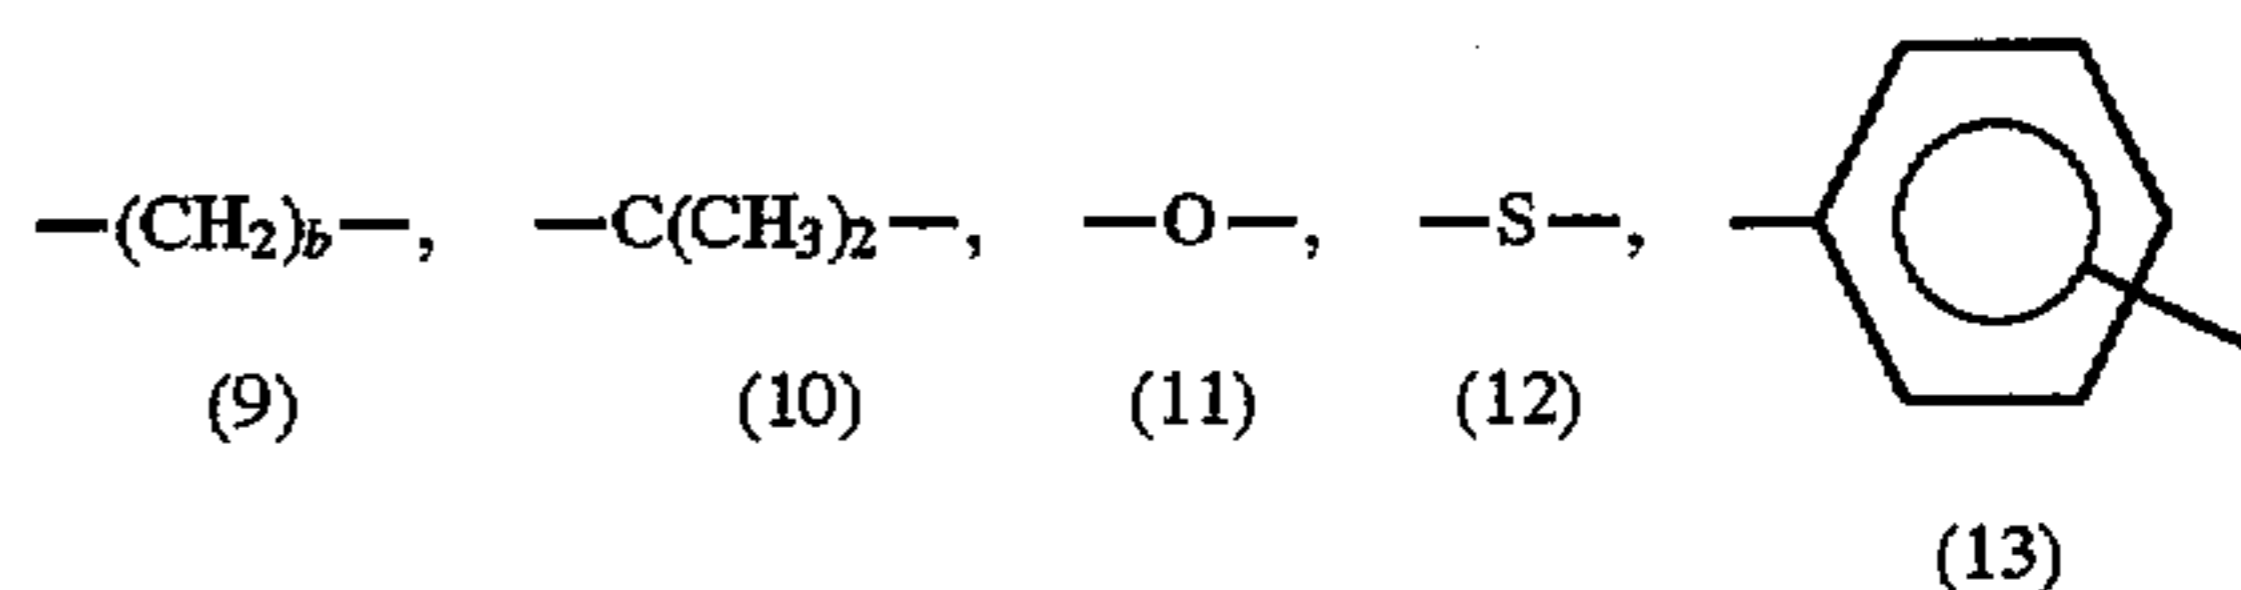 —(CH₂)b—, —C(CH₃)₂—, —O—, —S—,
(9) (10) (11) (12)
(13)